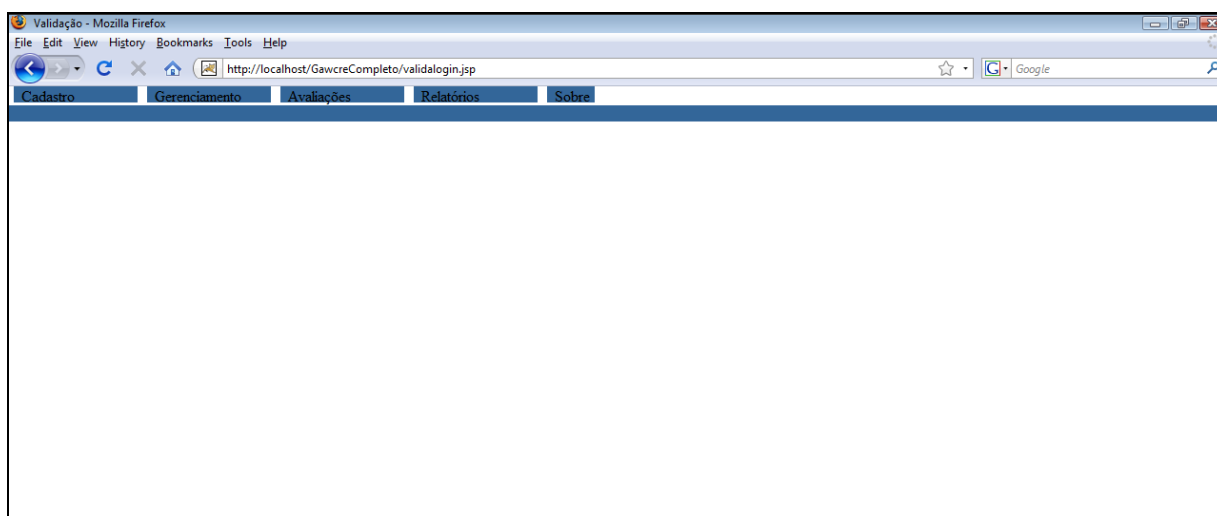 Validação - Mozilla Firefox
File Edit View History Bookmarks Tools Help
http://localhost/GawcreCompleto/validalogin.jsp G Google
Cadastro Gerenciamento Avaliações Relatórios Sobre